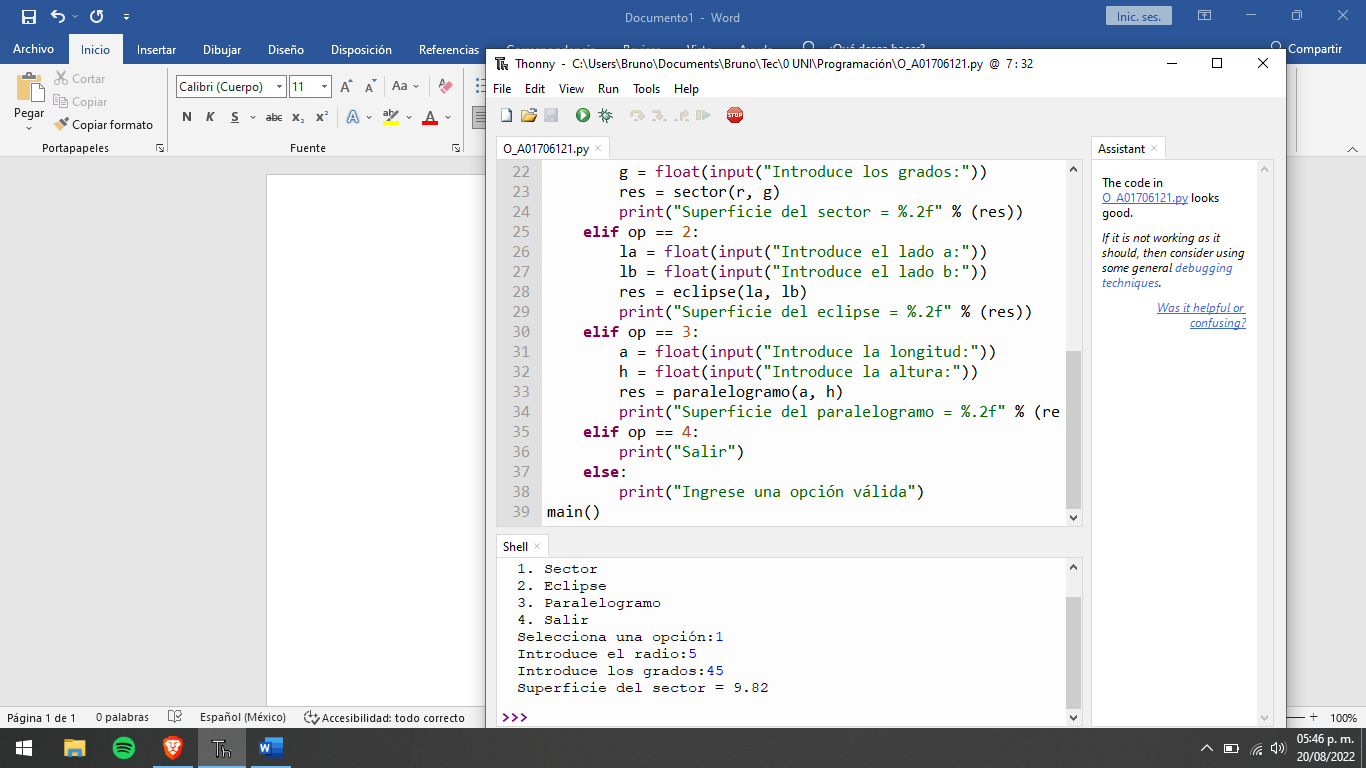 Documento1 - Word
Inic. ses.
Archivo Inicio Insertar Dibujar Diseño Disposición Referencias
Compartir
Cortar
Copiar
Copiar formato
Pegar
Portapapeles
Calibri (Cuerpo) 11
Fuente
Thonny - C:\Users\Bruno\Documents\Bruno\Tec\0 UNI\Programación\O_A01706121.py @ 7 : 32
File Edit View Run Tools Help
STOP
O_A01706121.py
22 g = float(input("Introduce los grados:"))
23 res = sector(r, g)
24 print("Superficie del sector = %.2f" % (res))
25 elif op == 2:
26 la = float(input("Introduce el lado a:"))
27 lb = float(input("Introduce el lado b:"))
28 res = eclipse(la, lb)
29 print("Superficie del eclipse = %.2f" % (res))
30 elif op == 3:
31 a = float(input("Introduce la longitud:"))
32 h = float(input("Introduce la altura:"))
33 res = paralelogramo(a, h)
34 print("Superficie del paralelogramo = %.2f" % (re
35 elif op == 4:
36 print("Salir")
37 else:
38 print("Ingrese una opción válida")
39 main()
Shell
1. Sector
2. Eclipse
3. Paralelogramo
4. Salir
Selecciona una opción:1
Introduce el radio:5
Introduce los grados:45
Superficie del sector = 9.82
>>>
Assistant
The code in
O_A01706121.py looks
good.
If it is not working as it
should, then consider using
some general debugging
techniques.
Was it helpful or
confusing?
Página 1 de 1 0 palabras Español (México) Accesibilidad: todo correcto
100%
05:46 p. m.
20/08/2022